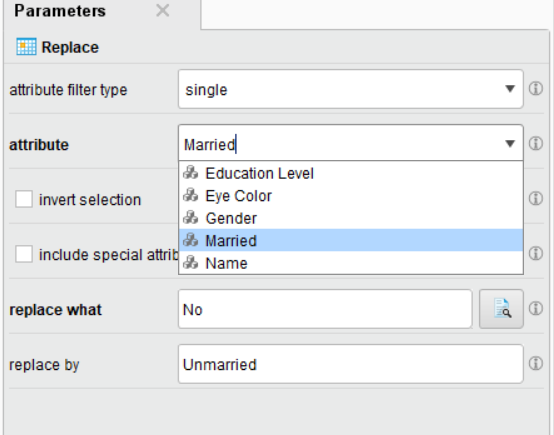 Parameters
Replace
attribute filter type
single
attribute
Married
Education Level
Eye Color
Gender
Married
Name
invert selection
include special attrib
replace what
No
replace by
Unmarried